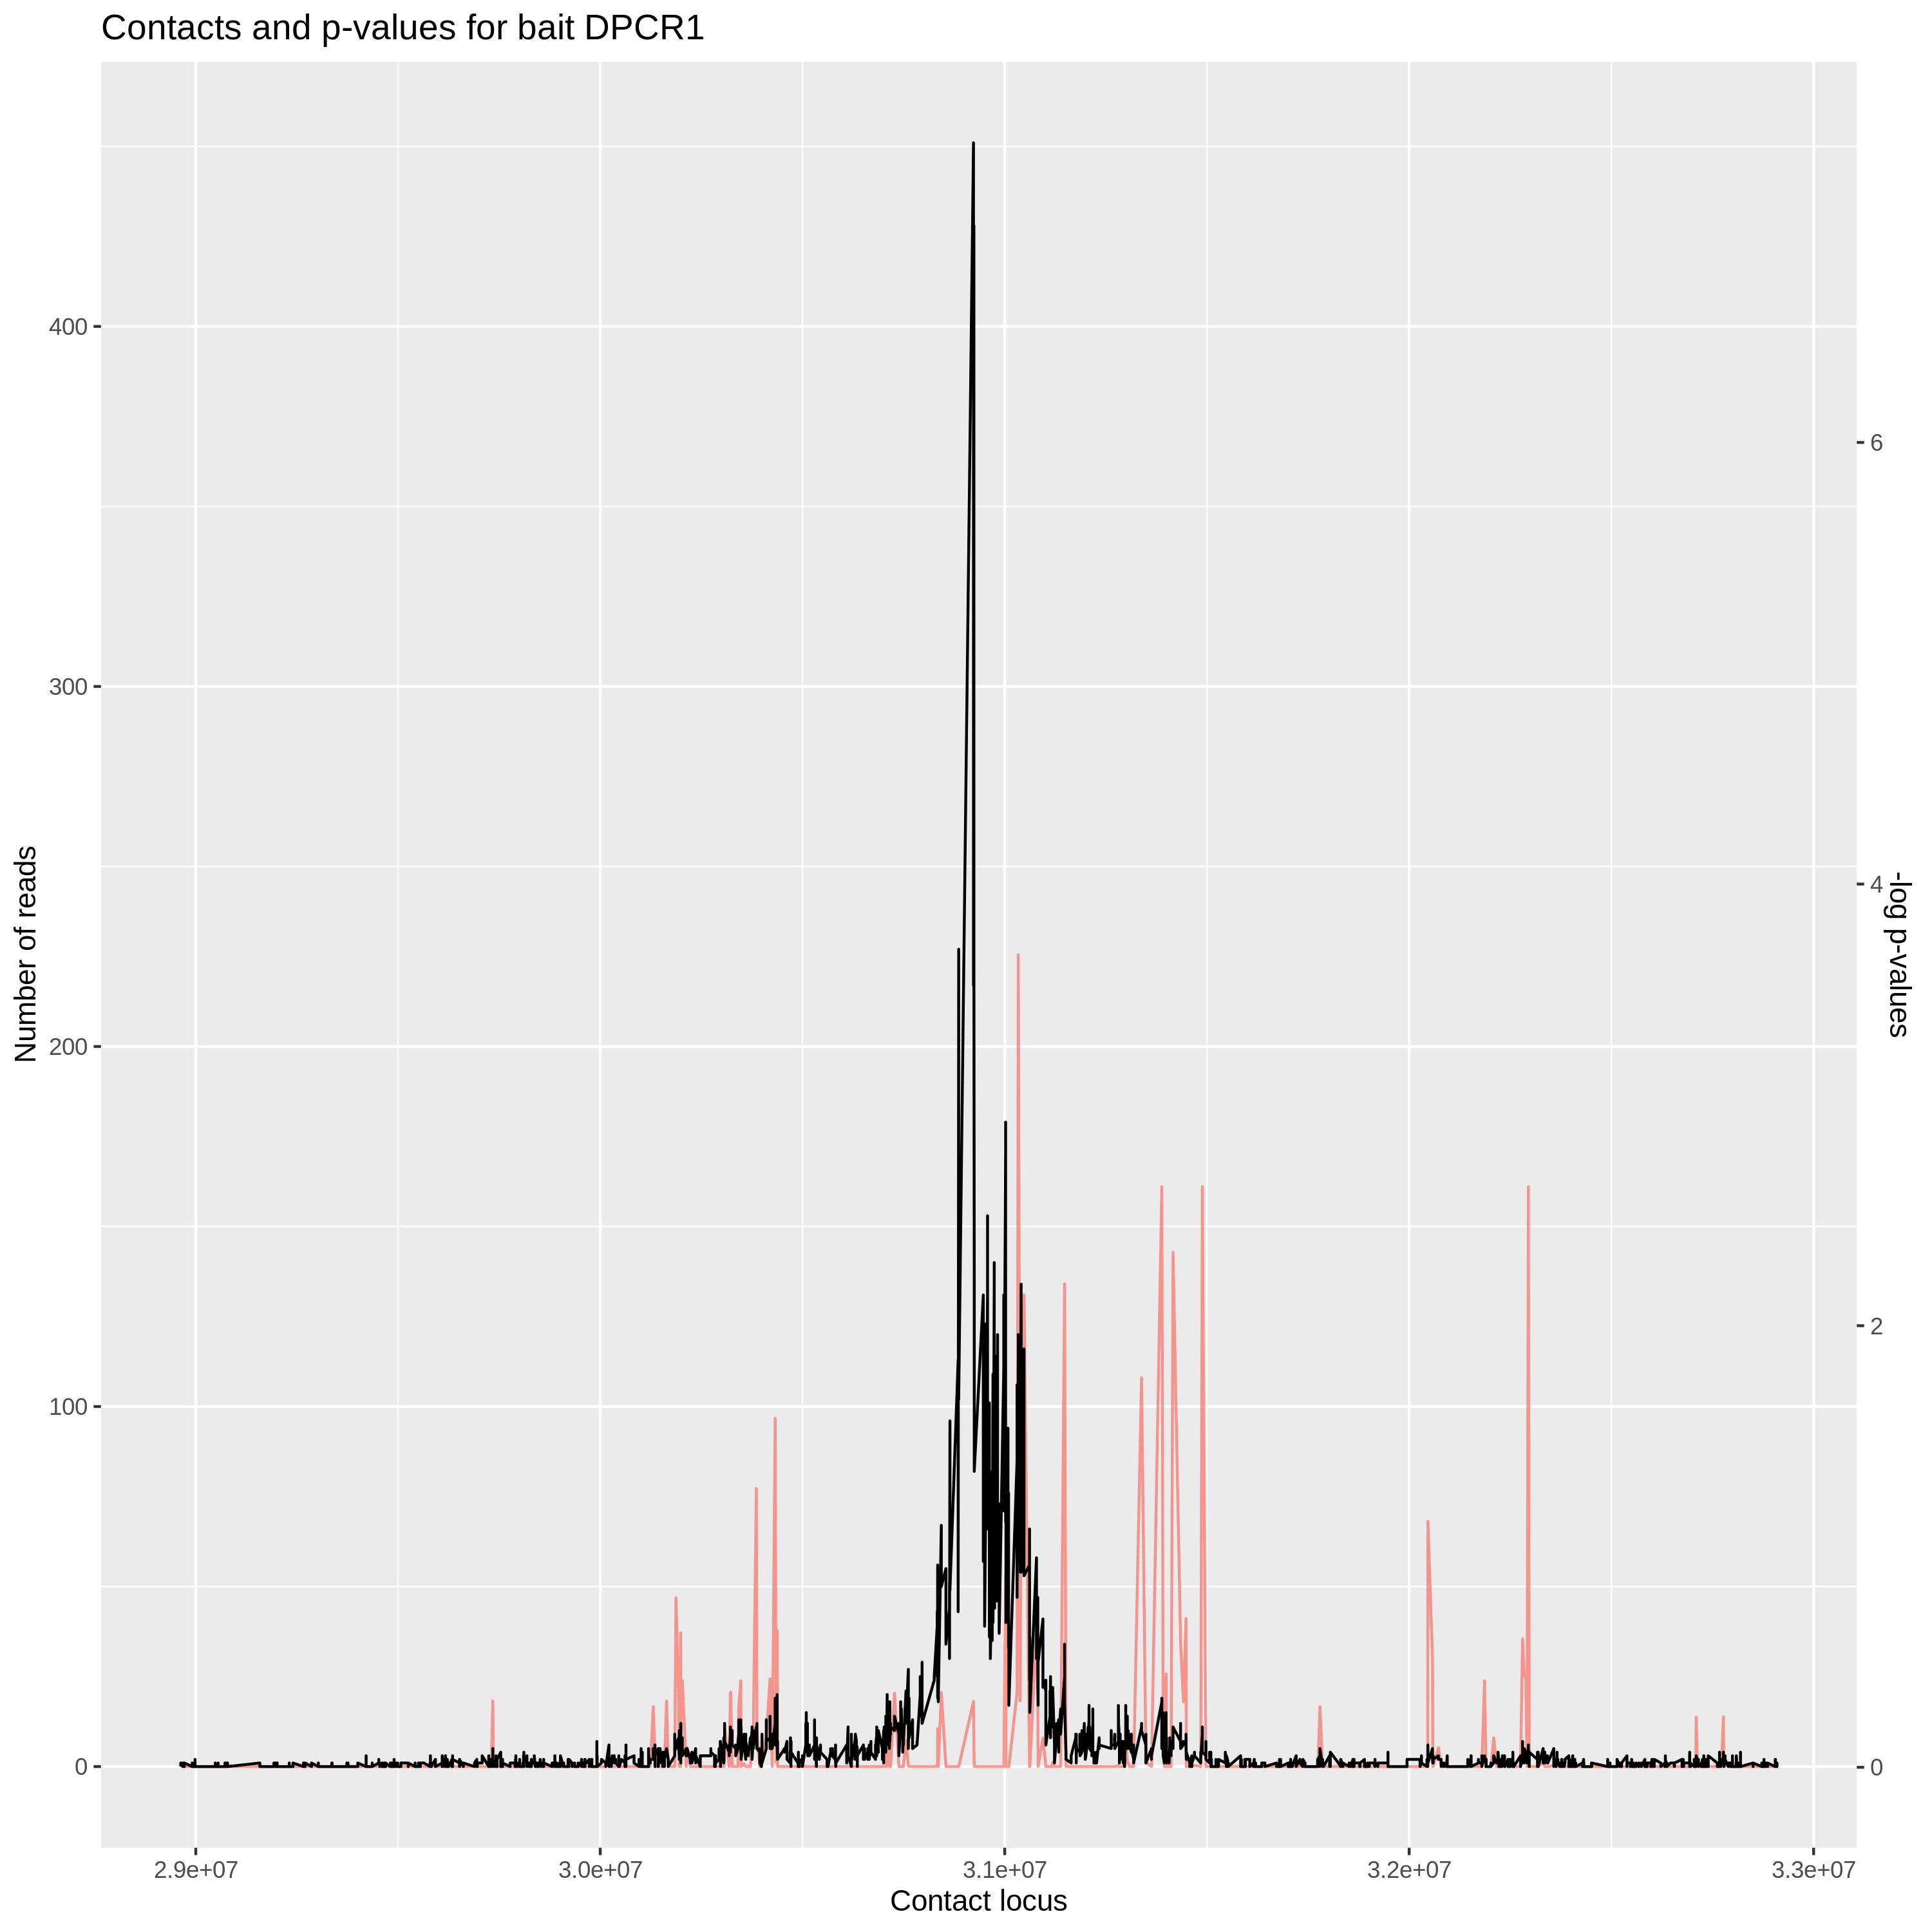 Contacts and p-values for bait DPCR1
Number of reads
400
300
200
100
0
6
4
2
0
-log p-values
2.9e+07
3.0e+07
3.1e+07
3.2e+07
3.3e+07
Contact locus